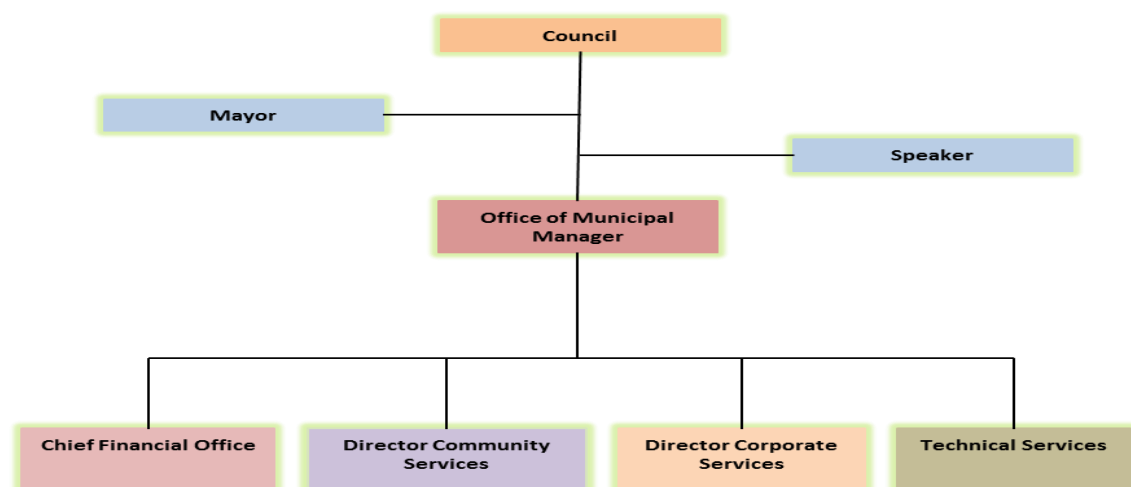 Council
Mayor
Speaker
Office of Municipal
Manager
Chief Financial Office
Director Community
Services
Director Corporate
Services
Technical Services